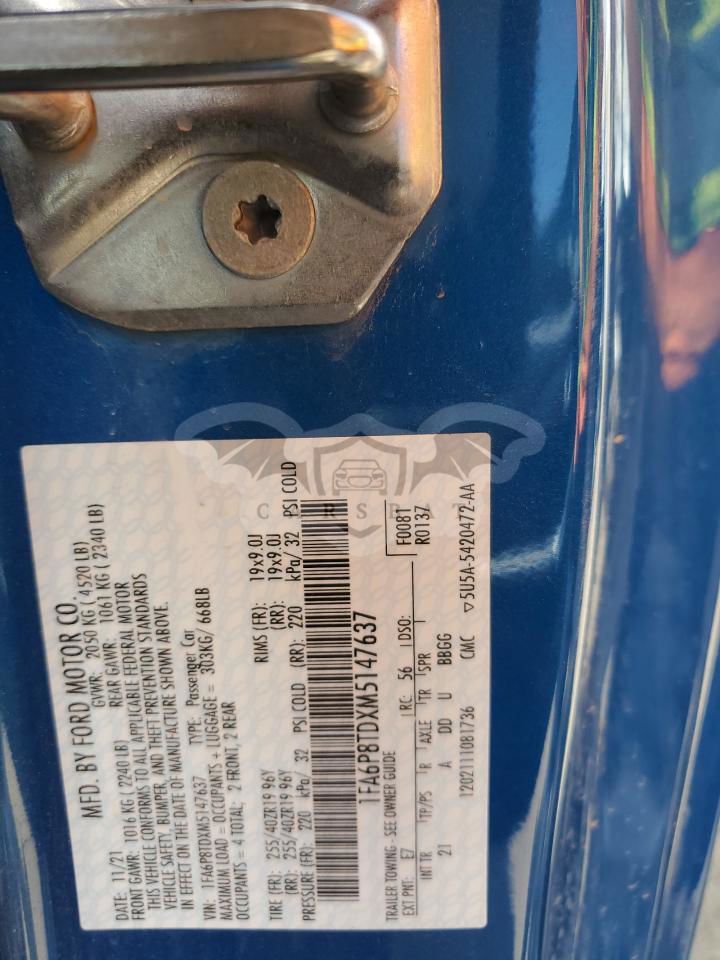 MFD. BY FORD MOTOR CO.
DATE: 11/21 GVWR: 2050 KG ( 4520 LB)
FRONT GAWR: 1016 KG ( 2240 LB) REAR GAWR: 1061 KG ( 2340 LB)
THIS VEHICLE CONFORMS TO ALL APPLICABLE FEDERAL MOTOR
VEHICLE SAFETY, BUMPER, AND THEFT PREVENTION STANDARDS
IN EFFECT ON THE DATE OF MANUFACTURE SHOWN ABOVE.
VIN: 1FA6P8TDXM5147637 TYPE: Passenger Car
MAXIMUM LOAD = OCCUPANTS + LUGGAGE = 303KG/ 668LB
OCCUPANTS = 4 TOTAL; 2 FRONT, 2 REAR
TIRE (FR): 255/40ZR19 96Y RIMS (FR): 19x9.0J
(RR): 255/40ZR19 96Y (RR): 19x9.0J
PRESSURE (FR): 220 kPa/ 32 PSI COLD (RR): 220 kPa/ 32 PSI COLD
1FA6P8TDXM5147637
TRAILER TOWING - SEE OWNER GUIDE F0081
EXT PNT: E7 RC: 56 DSO: R0137
INT TR TP/PS R AXLE TR SPR
21 A DD U BBGG
12021111081736 CMC ▽5U5A-5420472-AA